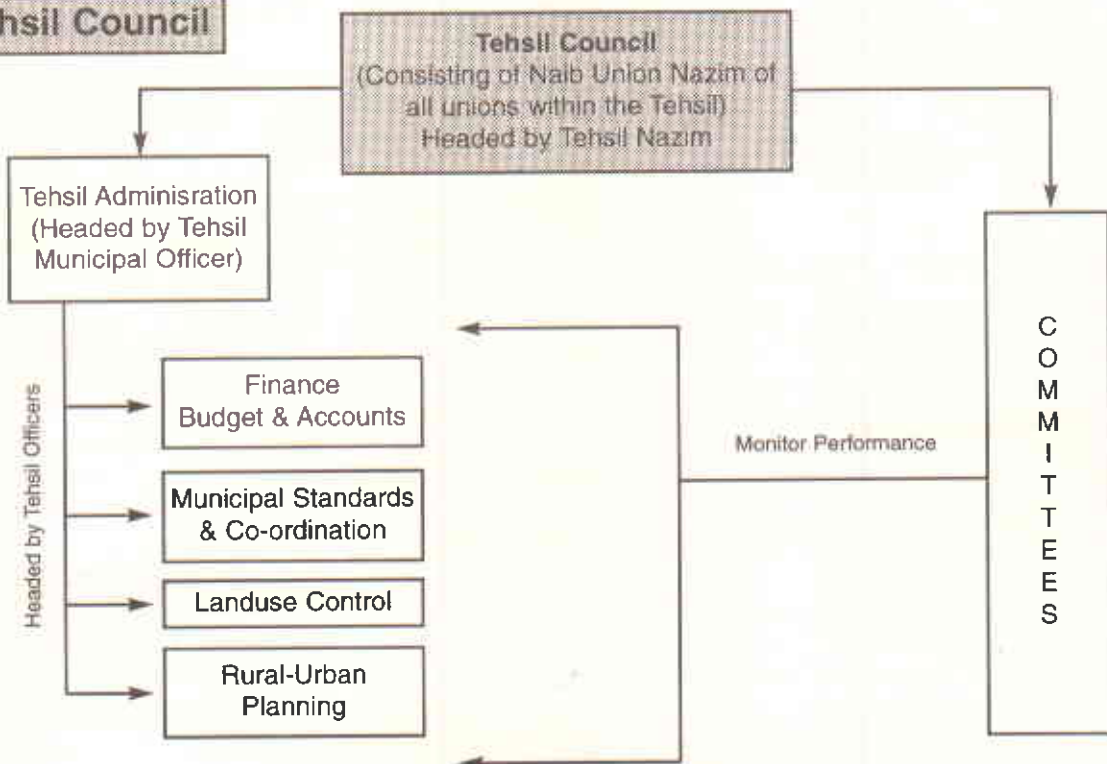 hsil Council
Tehsil Council
(Consisting of Naib Union Nazim of
all unions within the Tehsil)
Headed by Tehsil Nazim
Tehsil Adminisration
(Headed by Tehsil
Municipal Officer)
Headed by Tehsil Officers
Finance
Budget & Accounts
Municipal Standards
& Co-ordination
Landuse Control
Rural-Urban
Planning
Monitor Performance
C
O
M
M
I
T
T
E
E
S